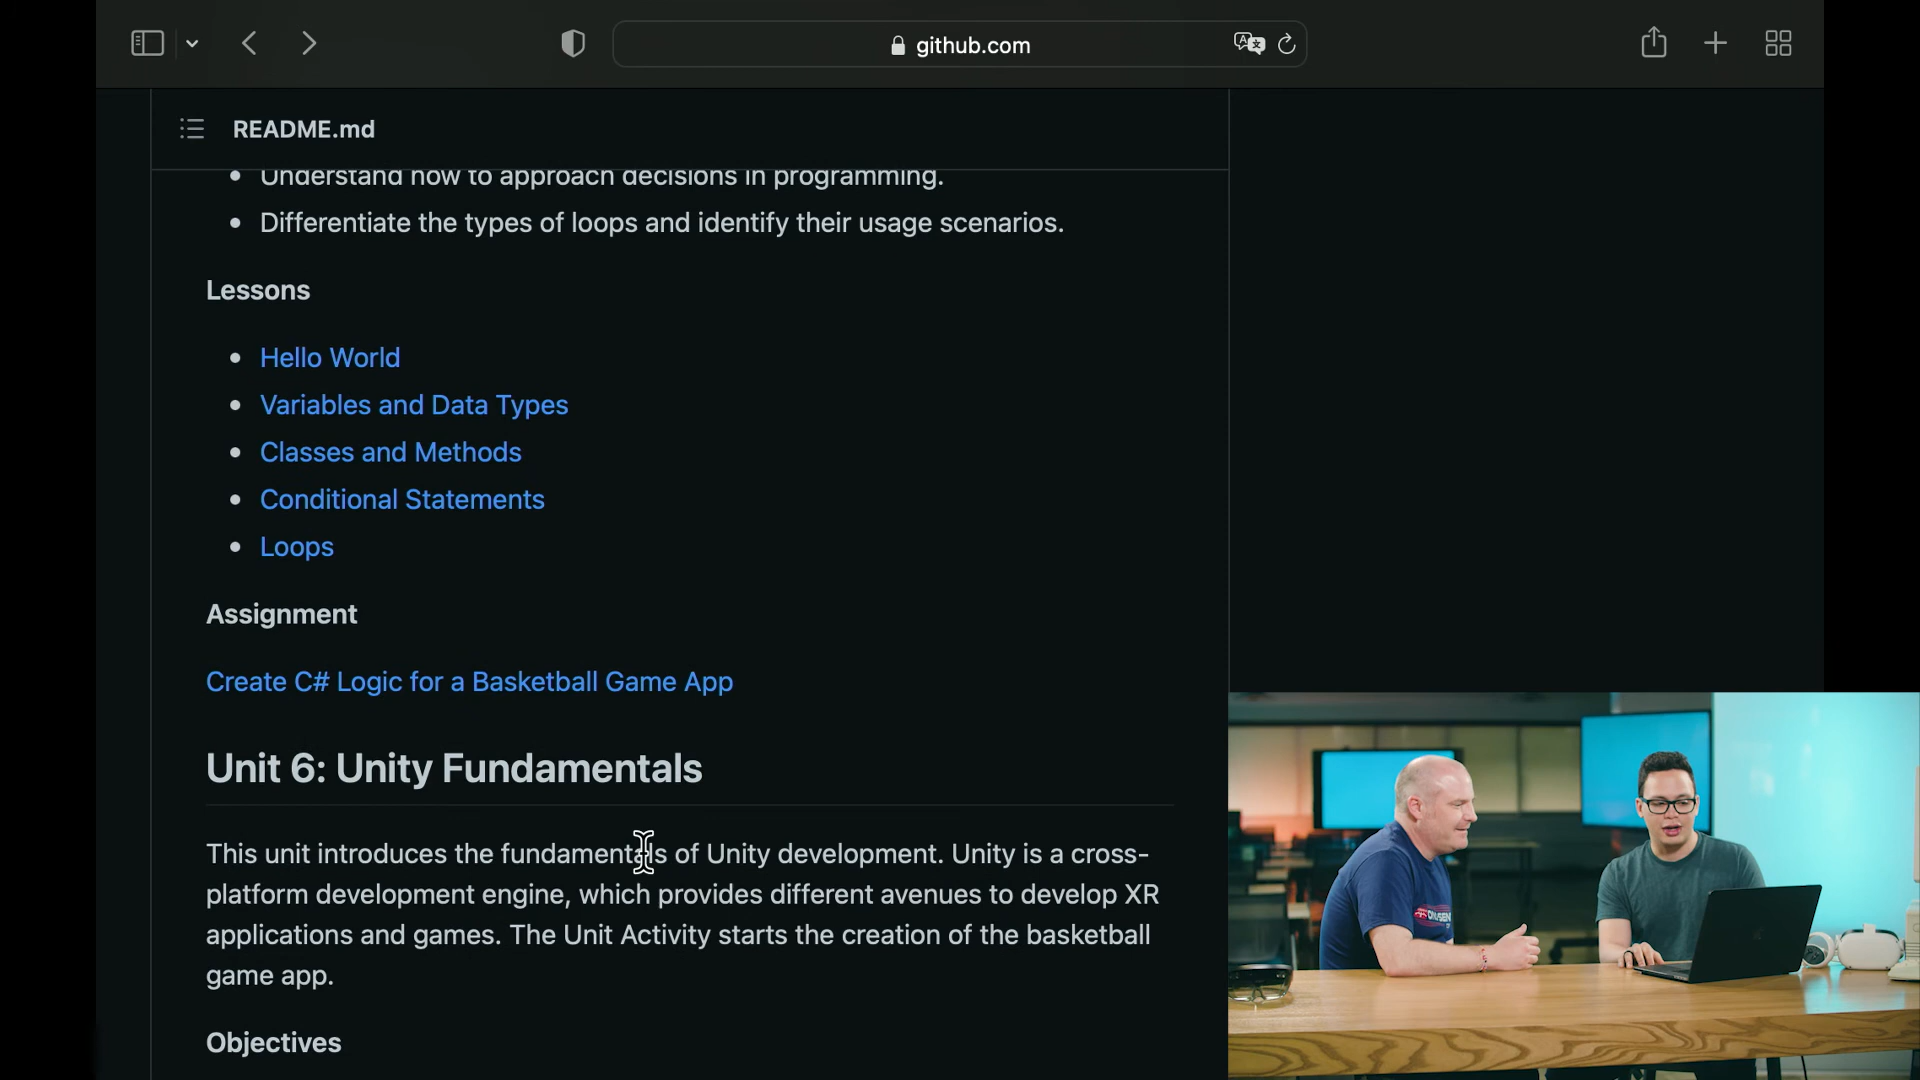 github.com
README.md
Understand how to approach decisions in programming.
Differentiate the types of loops and identify their usage scenarios.
Lessons
Hello World
Variables and Data Types
Classes and Methods
Conditional Statements
Loops
Assignment
Create C# Logic for a Basketball Game App
Unit 6: Unity Fundamentals
This unit introduces the fundamentals of Unity development. Unity is a cross-
platform development engine, which provides different avenues to develop XR
applications and games. The Unit Activity starts the creation of the basketball
game app.
Objectives